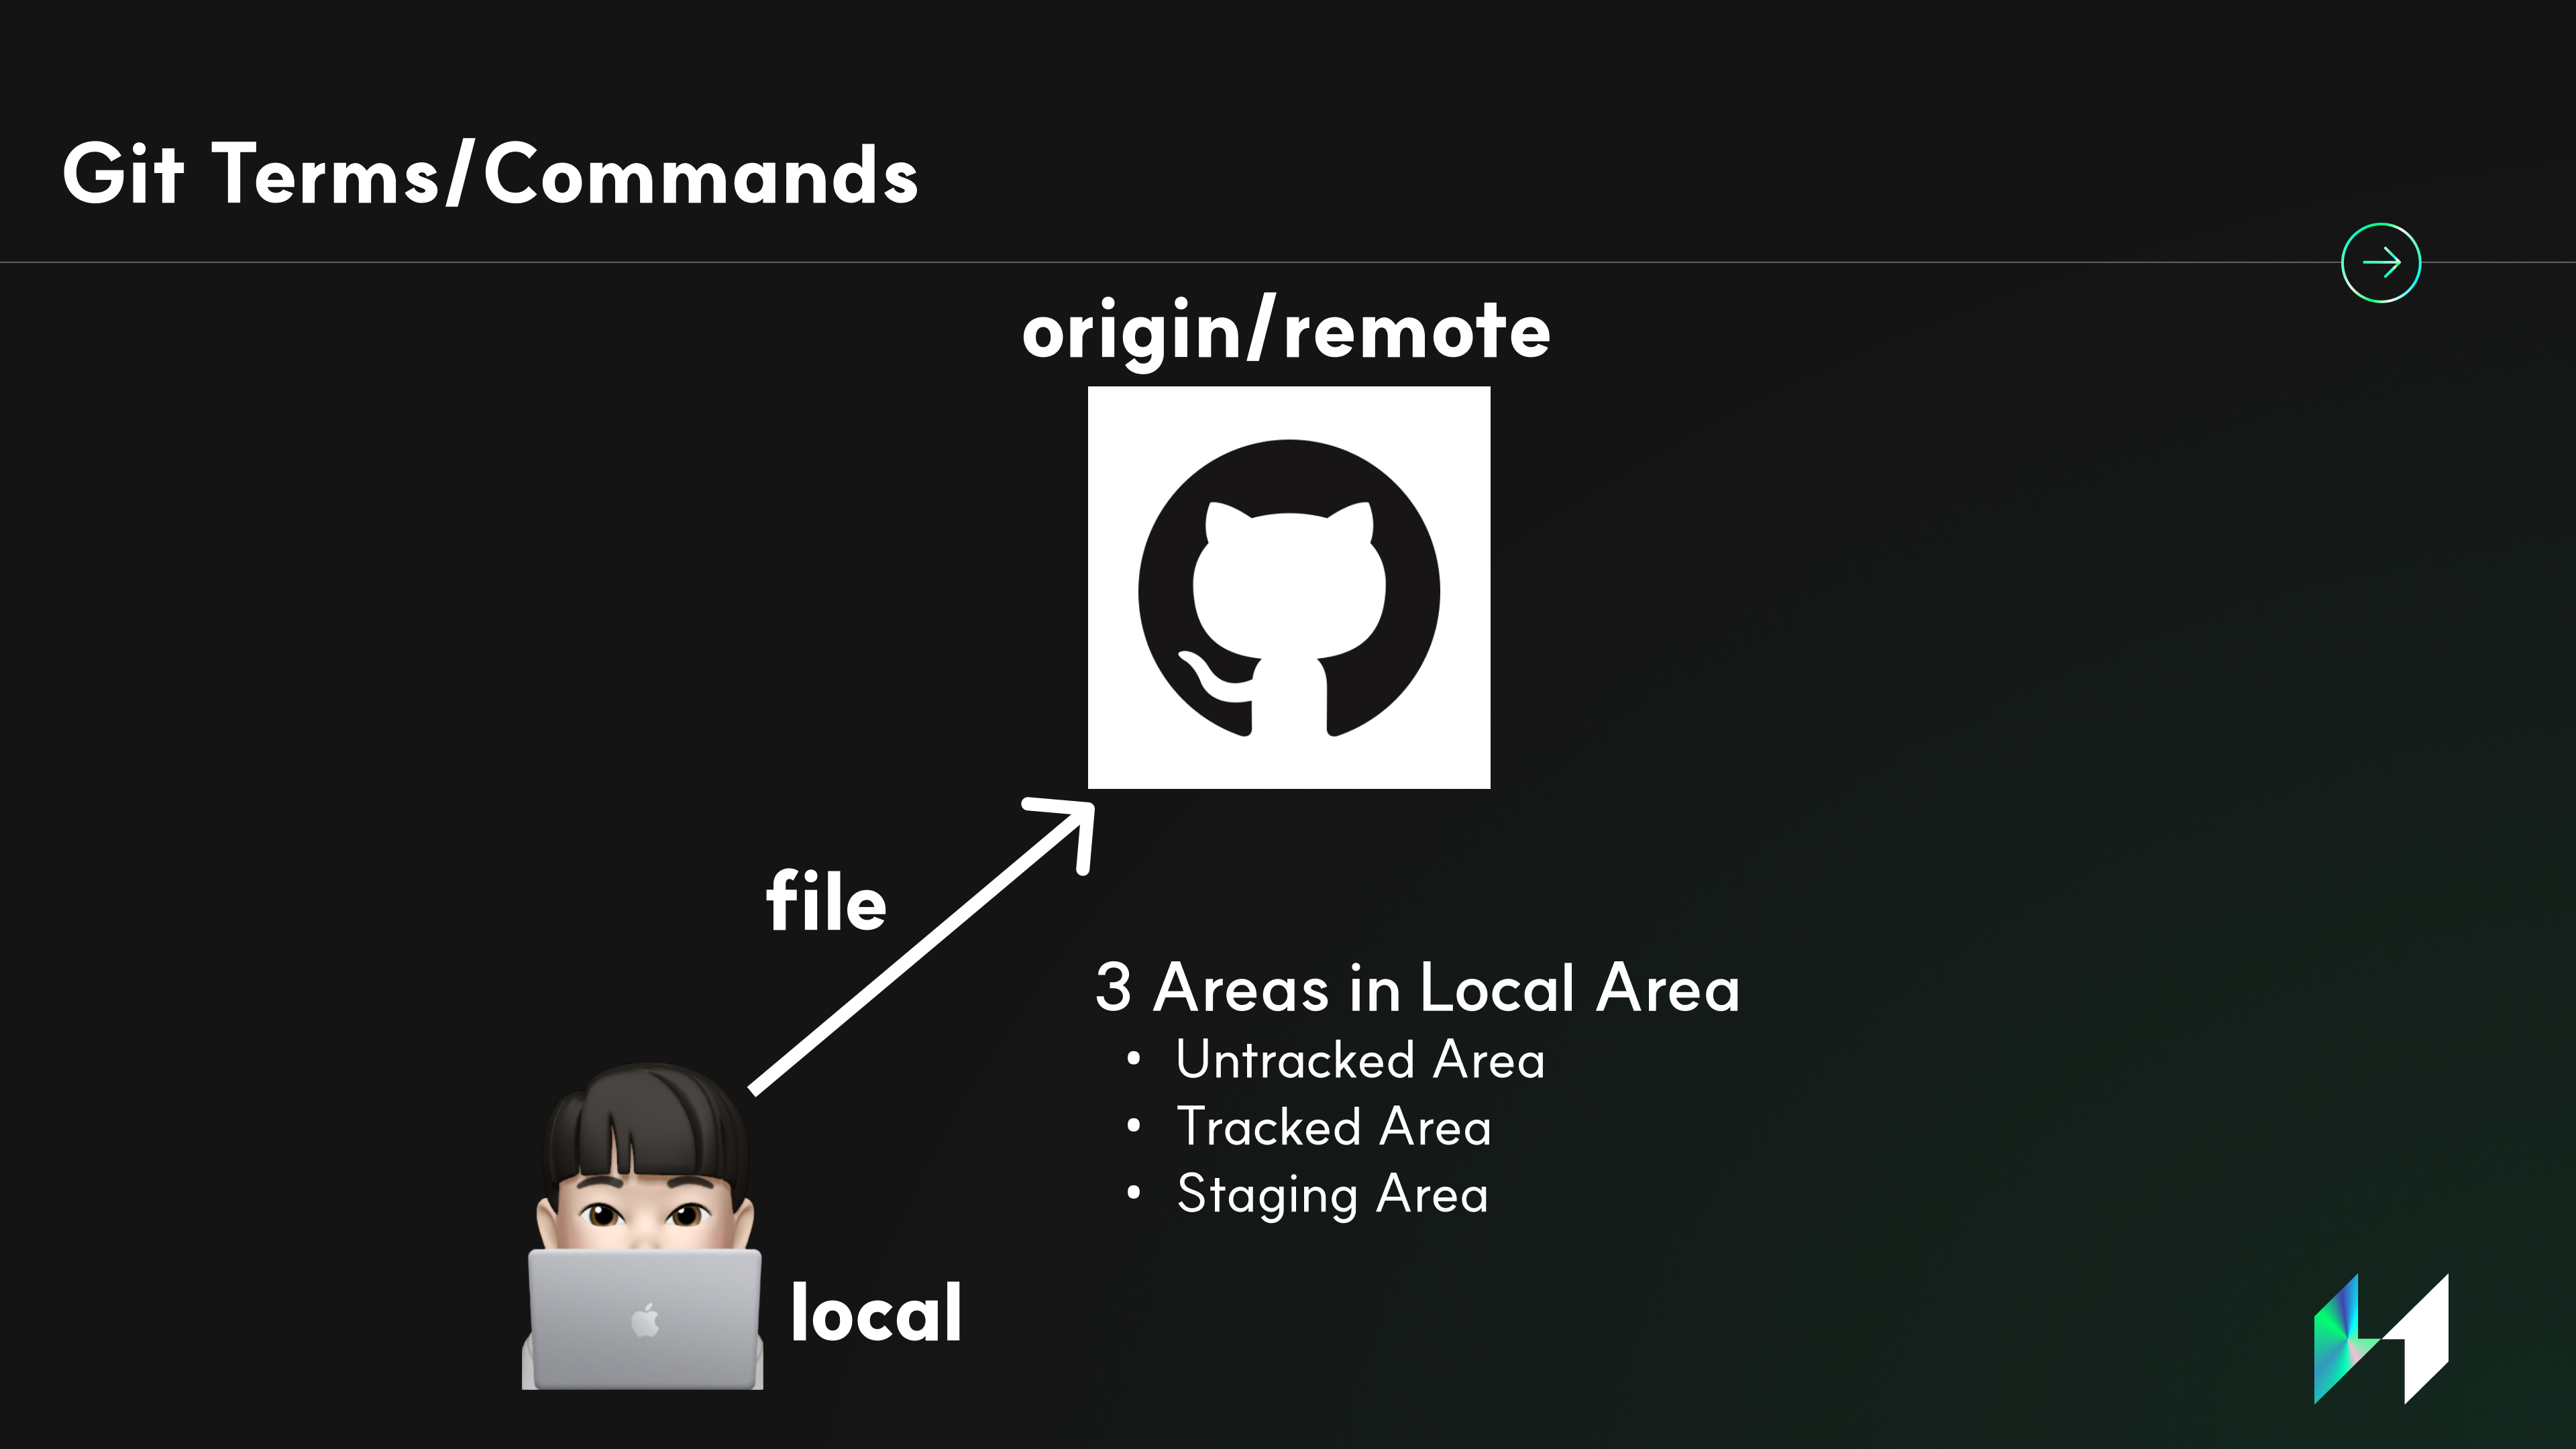 Git Terms/Commands
origin/remote
file
3 Areas in Local Area
• Untracked Area
• Tracked Area
• Staging Area
local